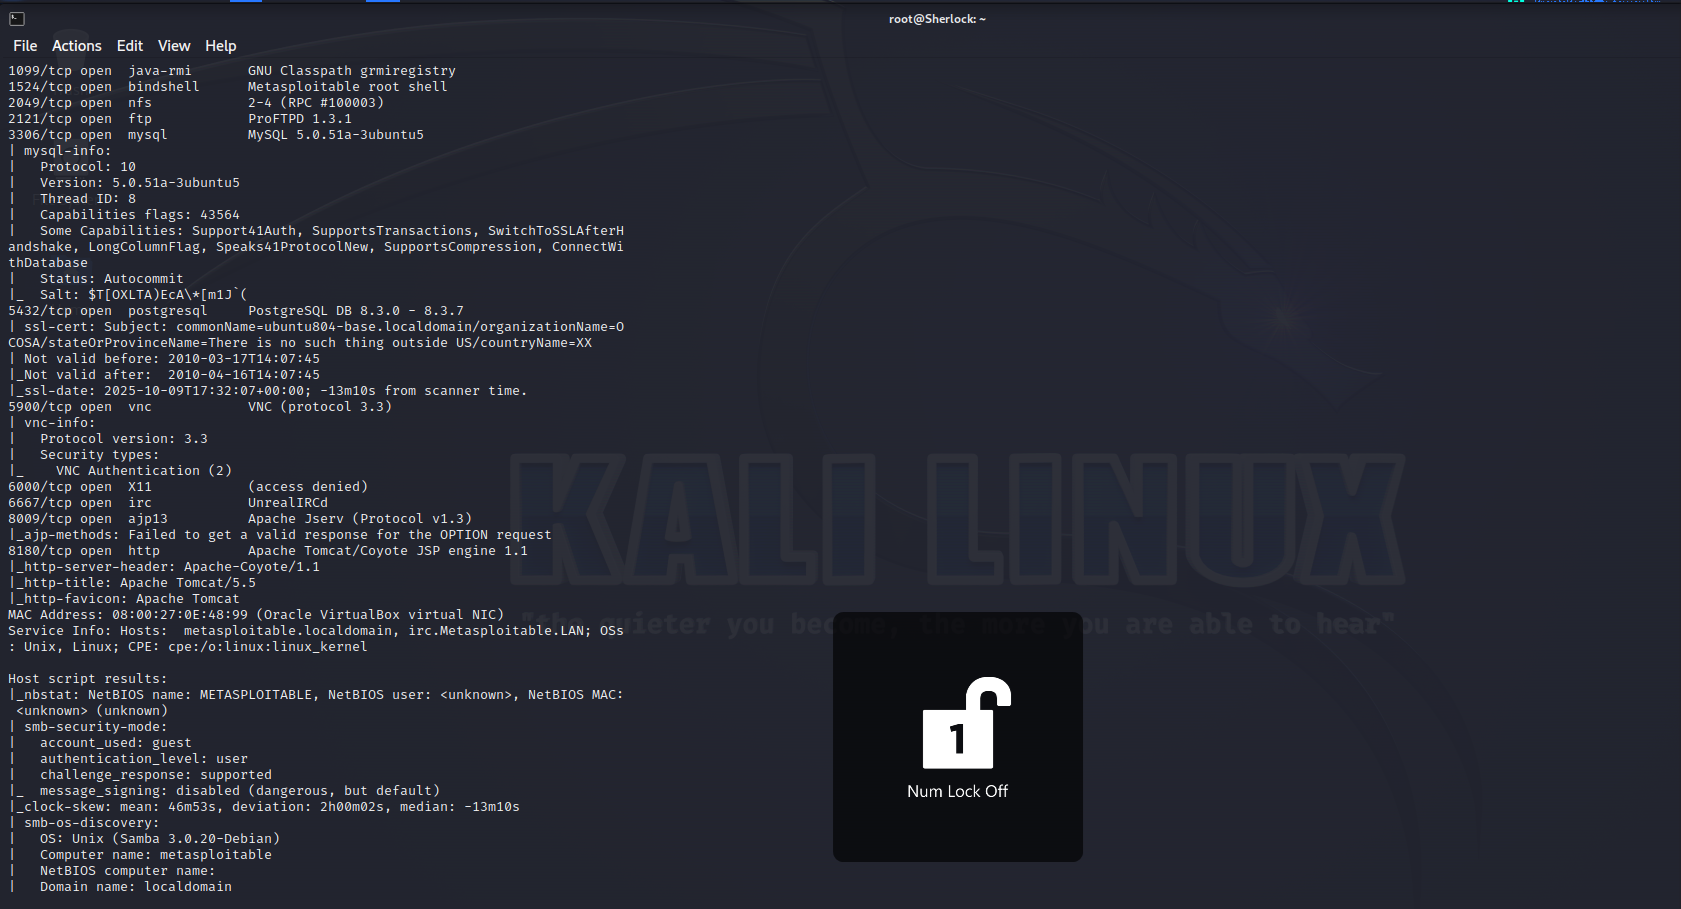 root@Sherlock: ~
File Actions Edit View Help
1099/tcp open  java-rmi       GNU Classpath grmiregistry
1524/tcp open  bindshell      Metasploitable root shell
2049/tcp open  nfs            2-4 (RPC #100003)
2121/tcp open  ftp            ProFTPD 1.3.1
3306/tcp open  mysql          MySQL 5.0.51a-3ubuntu5
| mysql-info:
|   Protocol: 10
|   Version: 5.0.51a-3ubuntu5
|   Thread ID: 8
|   Capabilities flags: 43564
|   Some Capabilities: Support41Auth, SupportsTransactions, SwitchToSSLAfterH
andshake, LongColumnFlag, Speaks41ProtocolNew, SupportsCompression, ConnectWi
thDatabase
|   Status: Autocommit
|_  Salt: $T[OXLTA)EcA\*[m1J`(
5432/tcp open  postgresql     PostgreSQL DB 8.3.0 - 8.3.7
| ssl-cert: Subject: commonName=ubuntu804-base.localdomain/organizationName=O
COSA/stateOrProvinceName=There is no such thing outside US/countryName=XX
| Not valid before: 2010-03-17T14:07:45
|_Not valid after:  2010-04-16T14:07:45
|_ssl-date: 2025-10-09T17:32:07+00:00; -13m10s from scanner time.
5900/tcp open  vnc            VNC (protocol 3.3)
| vnc-info:
|   Protocol version: 3.3
|   Security types:
|_    VNC Authentication (2)
6000/tcp open  X11            (access denied)
6667/tcp open  irc            UnrealIRCd
8009/tcp open  ajp13          Apache Jserv (Protocol v1.3)
|_ajp-methods: Failed to get a valid response for the OPTION request
8180/tcp open  http           Apache Tomcat/Coyote JSP engine 1.1
|_http-server-header: Apache-Coyote/1.1
|_http-title: Apache Tomcat/5.5
|_http-favicon: Apache Tomcat
MAC Address: 08:00:27:0E:48:99 (Oracle VirtualBox virtual NIC)
Service Info: Hosts:  metasploitable.localdomain, irc.Metasploitable.LAN; OSs
: Unix, Linux; CPE: cpe:/o:linux:linux_kernel

Host script results:
|_nbstat: NetBIOS name: METASPLOITABLE, NetBIOS user: <unknown>, NetBIOS MAC:
 <unknown> (unknown)
| smb-security-mode:
|   account_used: guest
|   authentication_level: user
|   challenge_response: supported
|_  message_signing: disabled (dangerous, but default)
|_clock-skew: mean: 46m53s, deviation: 2h00m02s, median: -13m10s
| smb-os-discovery:
|   OS: Unix (Samba 3.0.20-Debian)
|   Computer name: metasploitable
|   NetBIOS computer name:
|   Domain name: localdomain
KALI LINUX
"the quieter you become, the more you are able to hear"
1
Num Lock Off